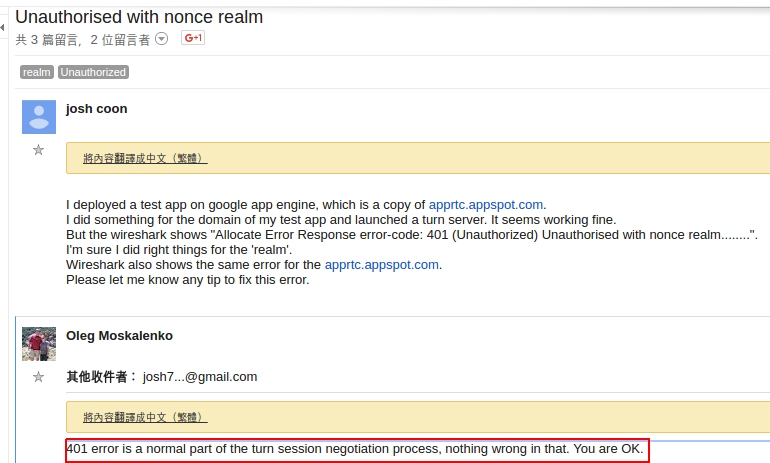 Unauthorised with nonce realm
共 3 篇留言，2 位留言者 G+1
realm Unauthorized
josh coon
將內容翻譯成中文（繁體）
I deployed a test app on google app engine, which is a copy of apprtc.appspot.com.
I did something for the domain of my test app and launched a turn server. It seems working fine.
But the wireshark shows "Allocate Error Response error-code: 401 (Unauthorized) Unauthorised with nonce realm........".
I'm sure I did right things for the 'realm'.
Wireshark also shows the same error for the apprtc.appspot.com.
Please let me know any tip to fix this error.
Oleg Moskalenko
其他收件者： josh7...@gmail.com
將內容翻譯成中文（繁體）
401 error is a normal part of the turn session negotiation process, nothing wrong in that. You are OK.